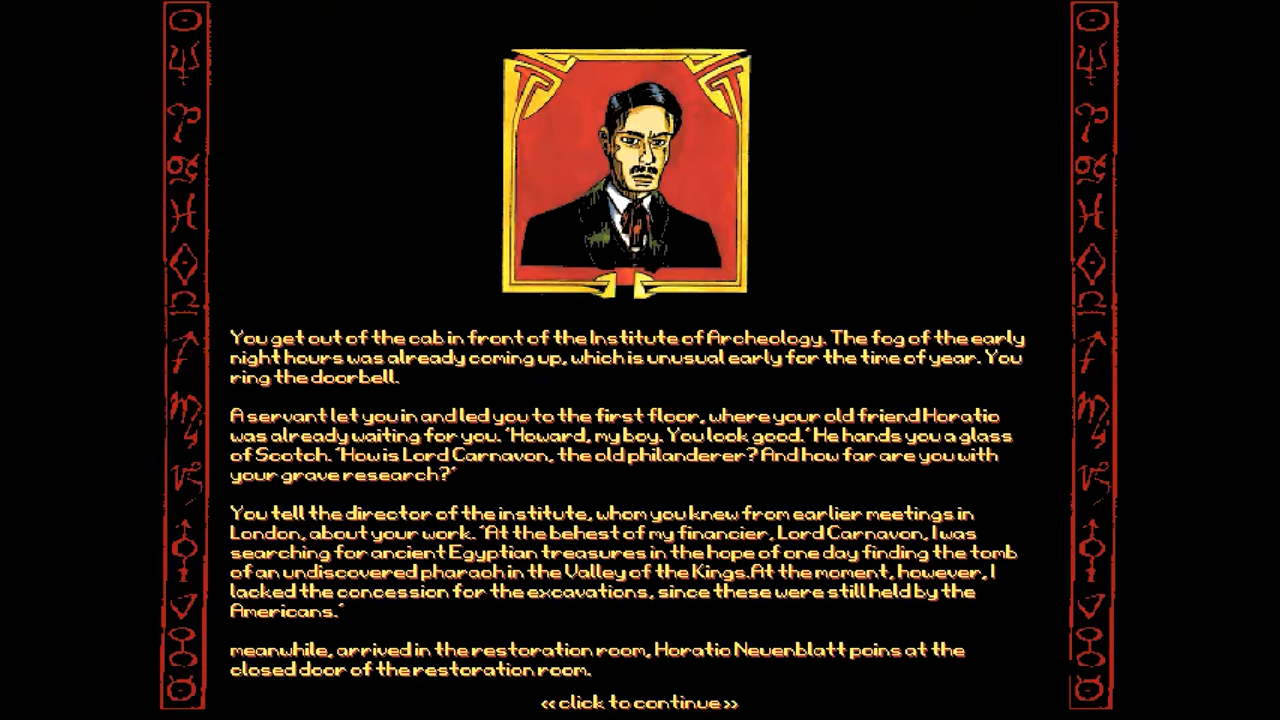 You get out of the cab in front of the Institute of Archeology. The fog of the early
night hours was already coming up, which is unusual early for the time of year. You
ring the doorbell.
A servant let you in and led you to the first floor, where your old friend Horatio
was already waiting for you. 'Howard, my boy. You look good.' He hands you a glass
of Scotch. 'How is Lord Carnavon, the old philanderer? And how far are you with
your grave research?'
You tell the director of the institute, whom you knew from earlier meetings in
London, about your work. 'At the behest of my financier, Lord Carnavon, I was
searching for ancient Egyptian treasures in the hope of one day finding the tomb
of an undiscovered pharaoh in the Valley of the Kings.At the moment, however, I
lacked the concession for the excavations, since these were still held by the
Americans.'
meanwhile, arrived in the restoration room, Horatio Neuenblatt poins at the
closed door of the restoration room.
<< click to continue >>